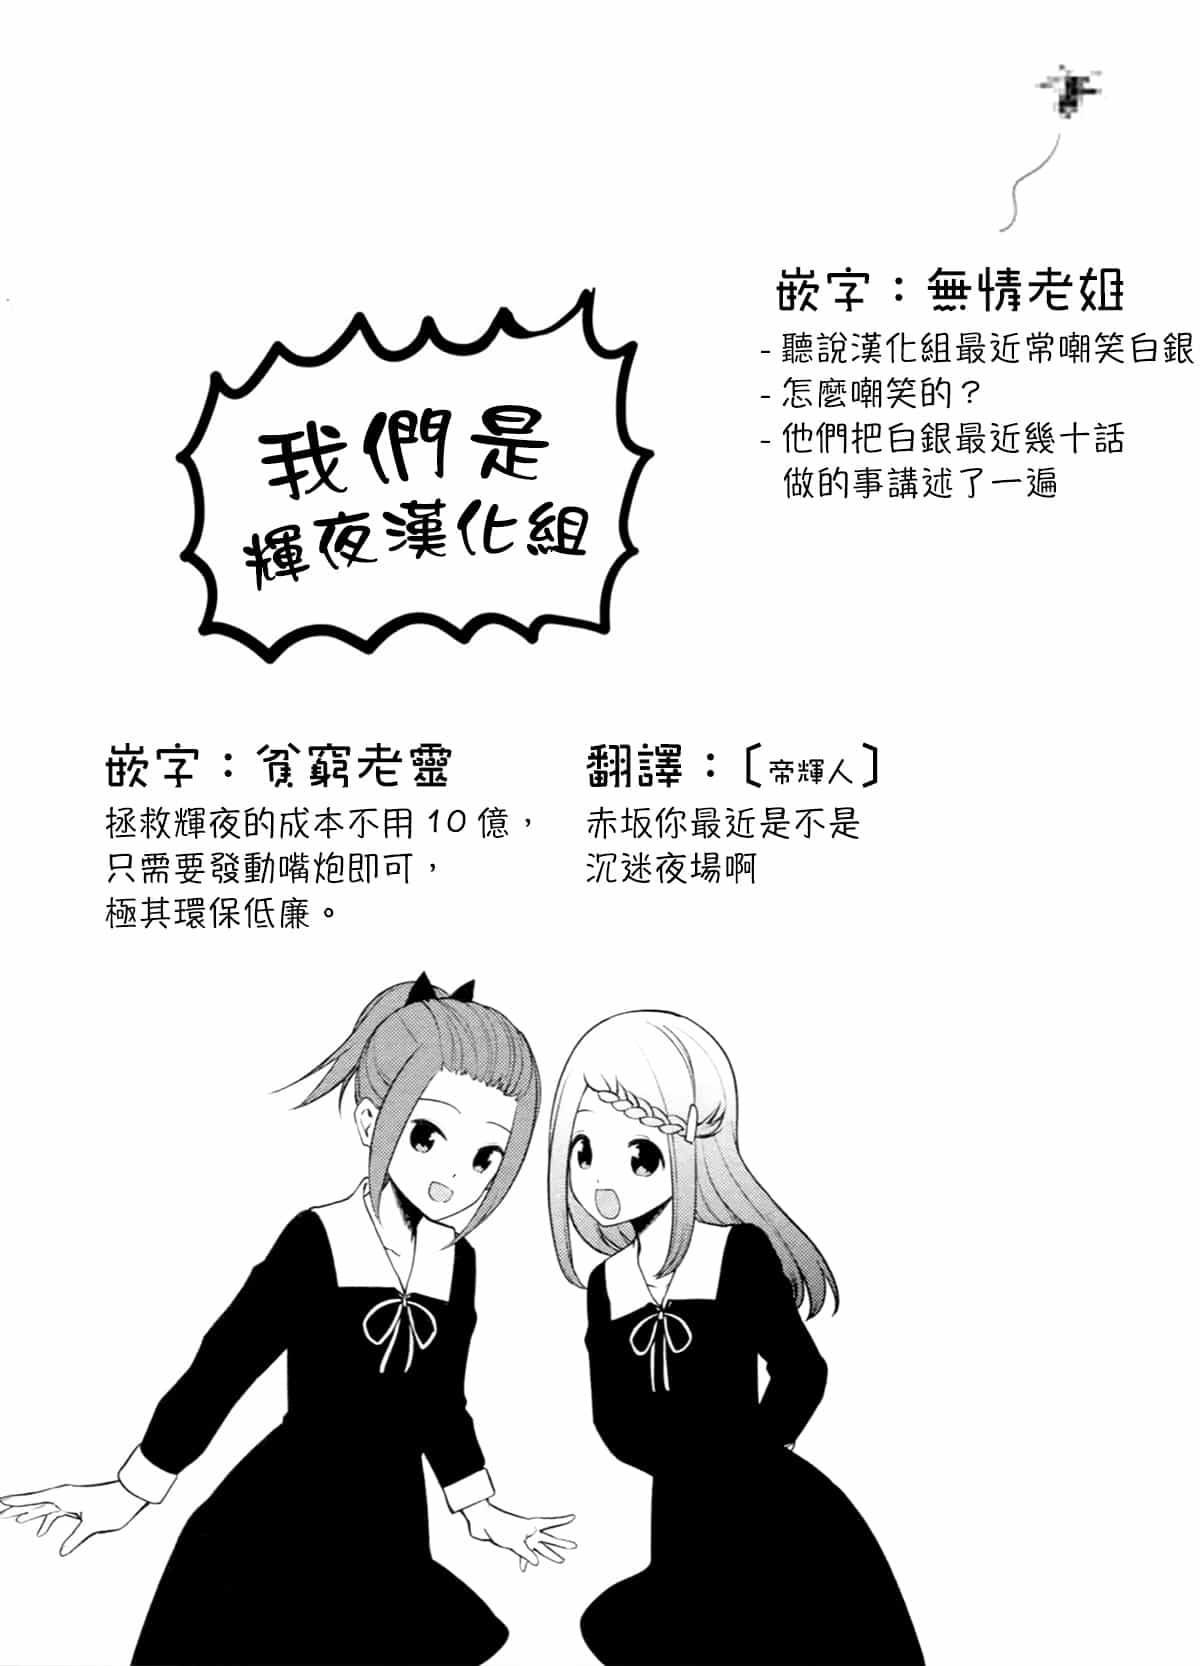 嵌字：無情老姐
- 聽說漢化組最近常嘲笑白銀
- 怎麼嘲笑的？
- 他們把白銀最近幾十話
做的事講述了一遍
我們是
輝夜漢化組
嵌字：貧窮老靈
拯救輝夜的成本不用10億，
只需要發動嘴炮即可，
極其環保低廉。
翻譯：〔帝輝人〕
赤坂你最近是不是
沉迷夜場啊